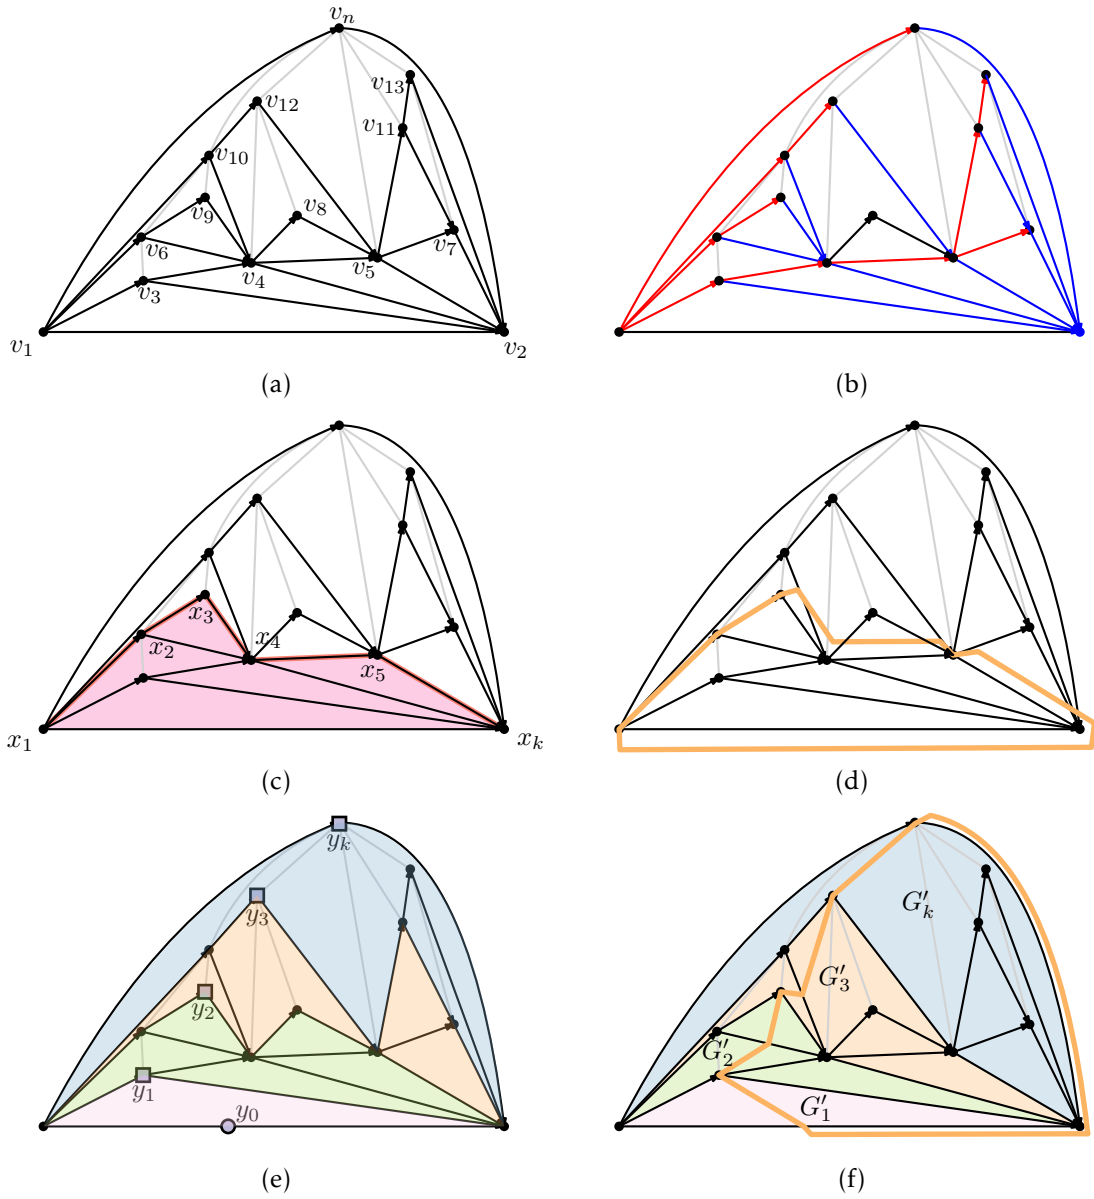 v_n
v_13
v_12
v_11
v_10
v_9
v_8
v_6
v_4
v_5
v_7
v_3
v_1
v_2
(a)
(b)
x_3
x_2
x_4
x_5
x_1
x_k
(c)
(d)
y_k
y_3
y_2
y_1
y_0
(e)
G'_k
G'_3
G'_2
G'_1
(f)